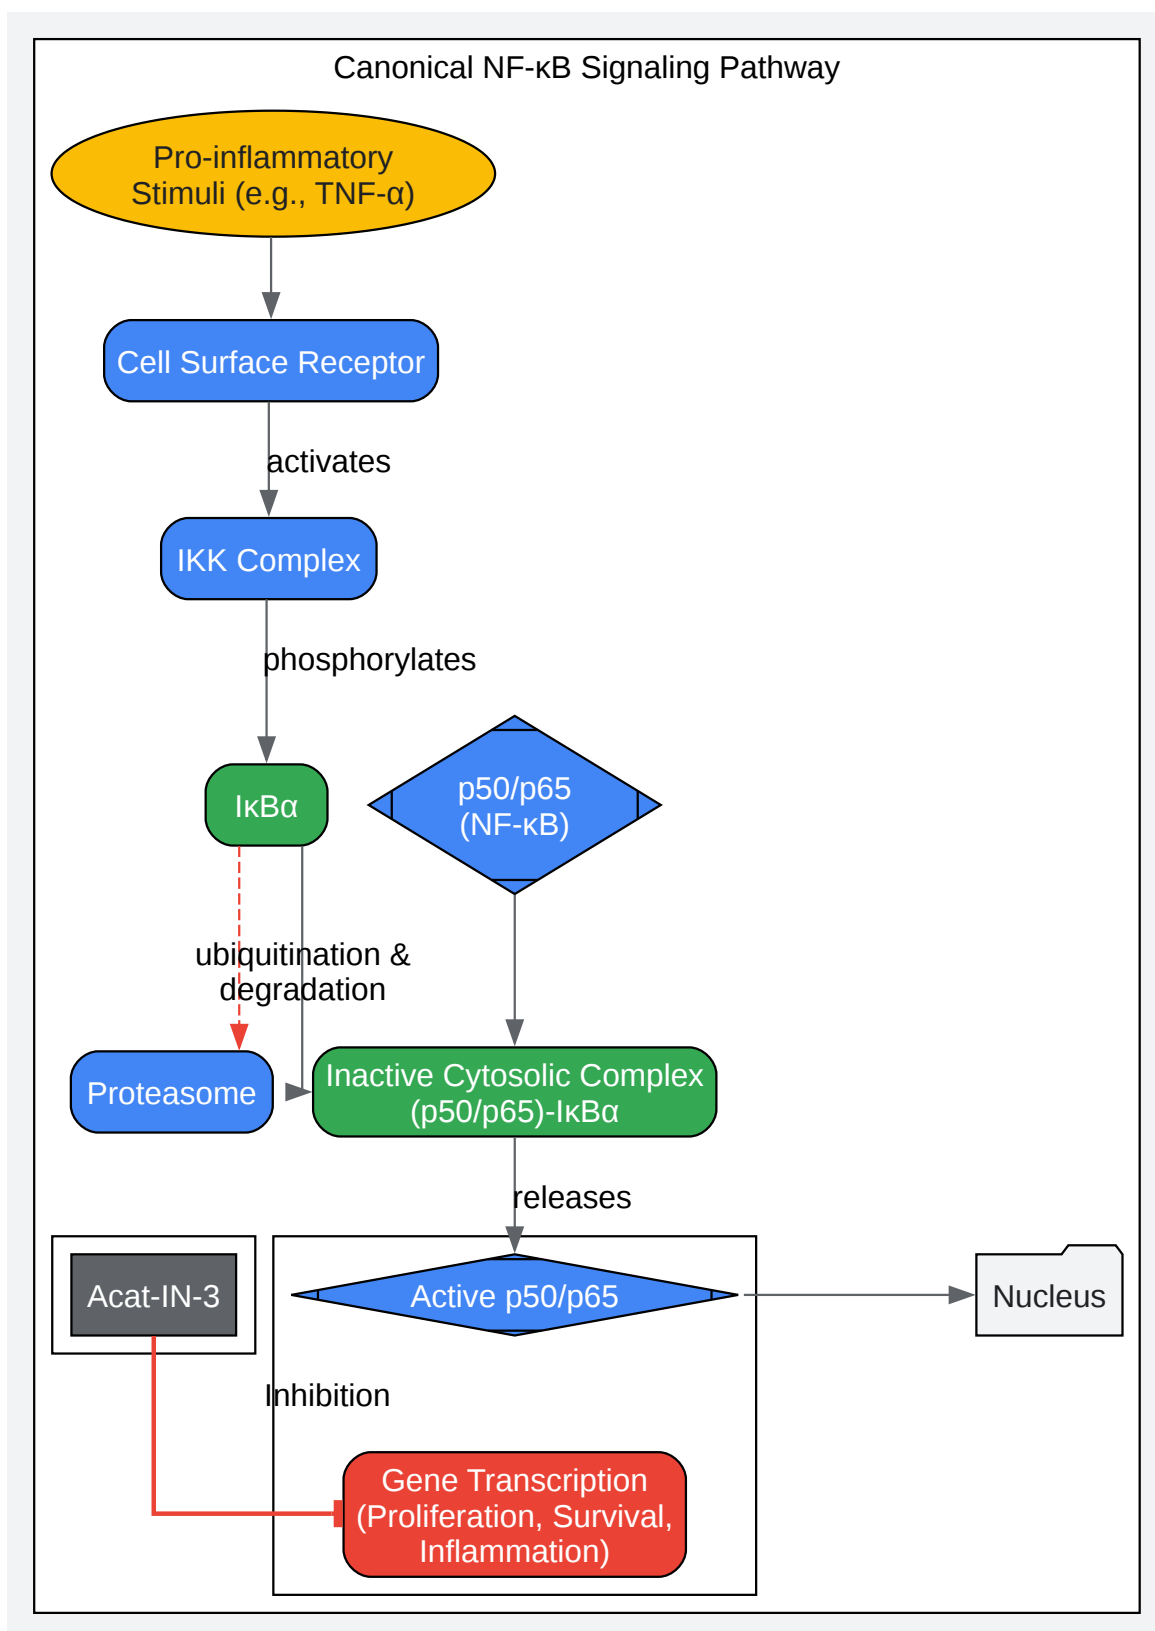 Canonical NF-κB Signaling Pathway
Pro-inflammatory
Stimuli (e.g., TNF-α)
Cell Surface Receptor
activates
IKK Complex
phosphorylates
IκBα
p50/p65
(NF-κB)
ubiquitination &
degradation
Proteasome
Inactive Cytosolic Complex
(p50/p65)-IκBα
releases
Acat-IN-3
Active p50/p65
Nucleus
Inhibition
Gene Transcription
(Proliferation, Survival,
Inflammation)